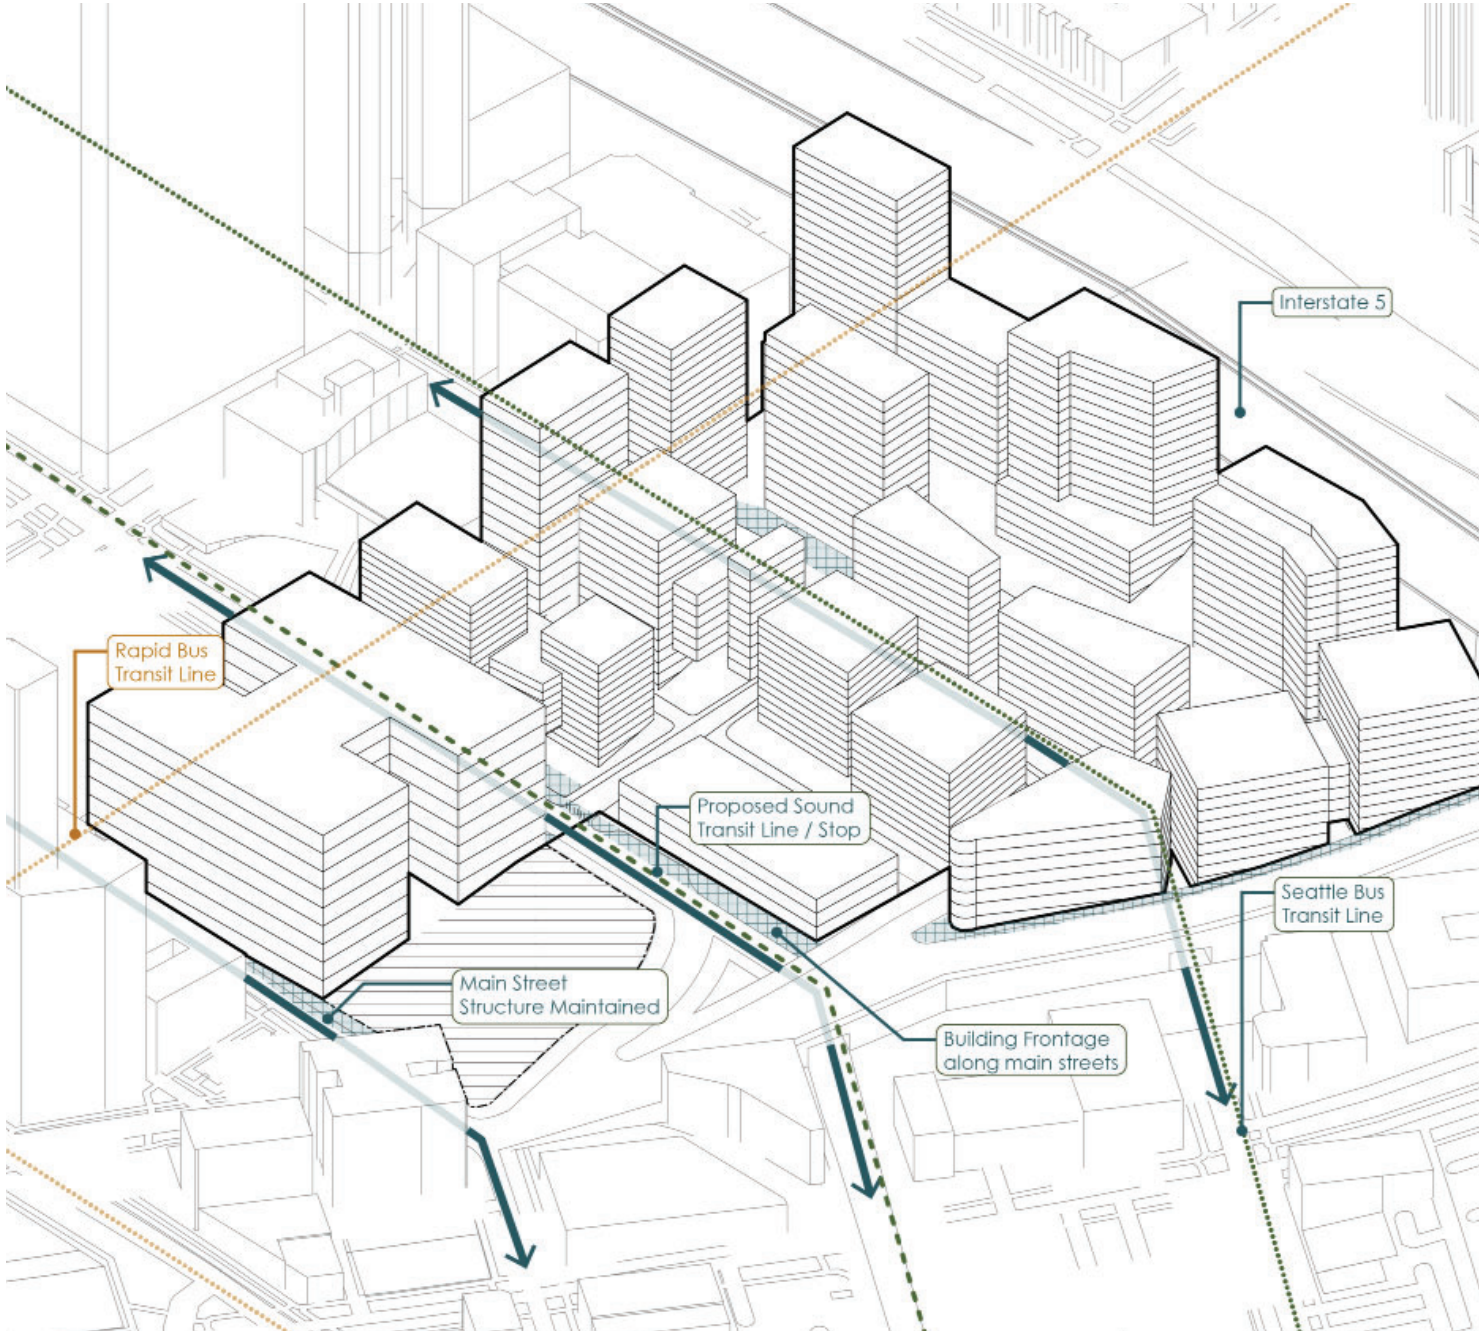 Interstate 5
Rapid Bus
Transit Line
Proposed Sound
Transit Line / Stop
Seattle Bus
Transit Line
Main Street
Structure Maintained
Building Frontage
along main streets